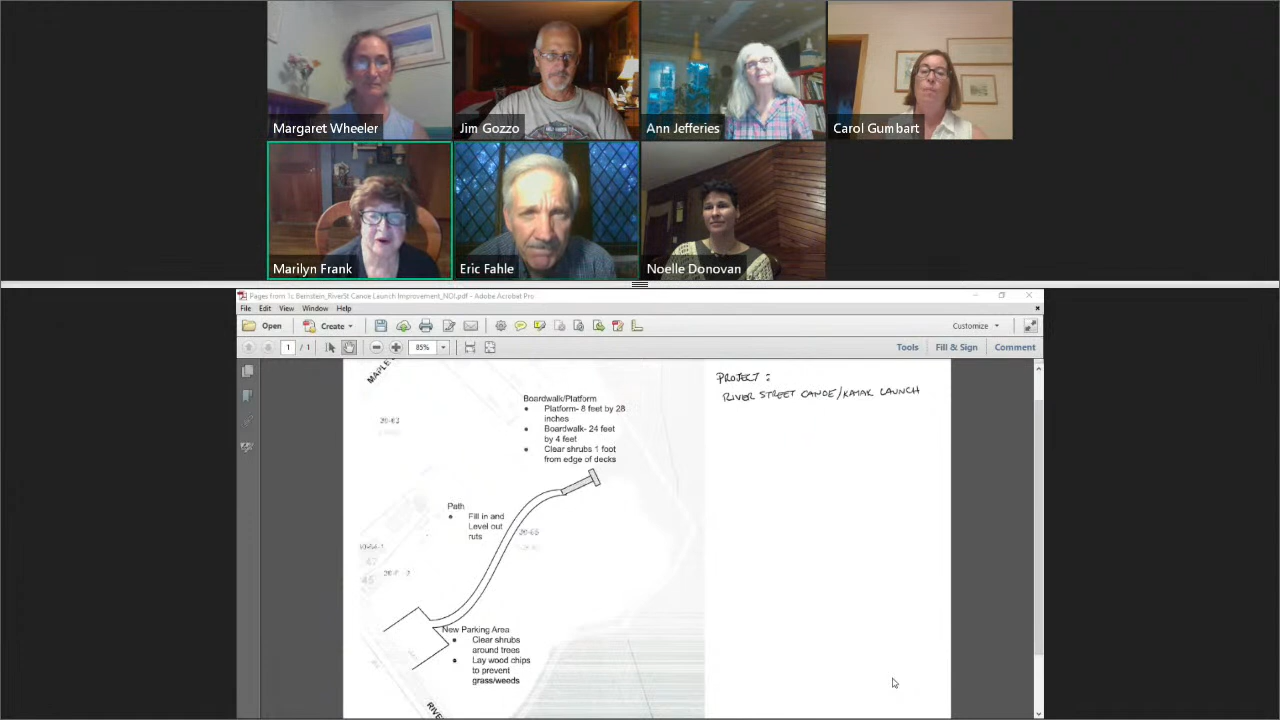 Margaret Wheeler
Jim Gozzo
Ann Jefferies
Carol Gumbart
Marilyn Frank
Eric Fahle
Noelle Donovan
Pages from 1c Bernstein_RiverSt Canoe Launch Improvement_NOI.pdf - Adobe Acrobat Pro
File Edit View Window Help
Open Create Customize
1 / 1 85% Tools Fill & Sign Comment
MAPLE
PROJECT:
RIVER STREET CANOE/KAYAK LAUNCH
Boardwalk/Platform
• Platform- 8 feet by 28
inches
• Boardwalk- 24 feet
by 4 feet
• Clear shrubs 1 foot
from edge of decks
Path
• Fill in and
Level out
ruts
New Parking Area
• Clear shrubs
around trees
• Lay wood chips
to prevent
grass/weeds